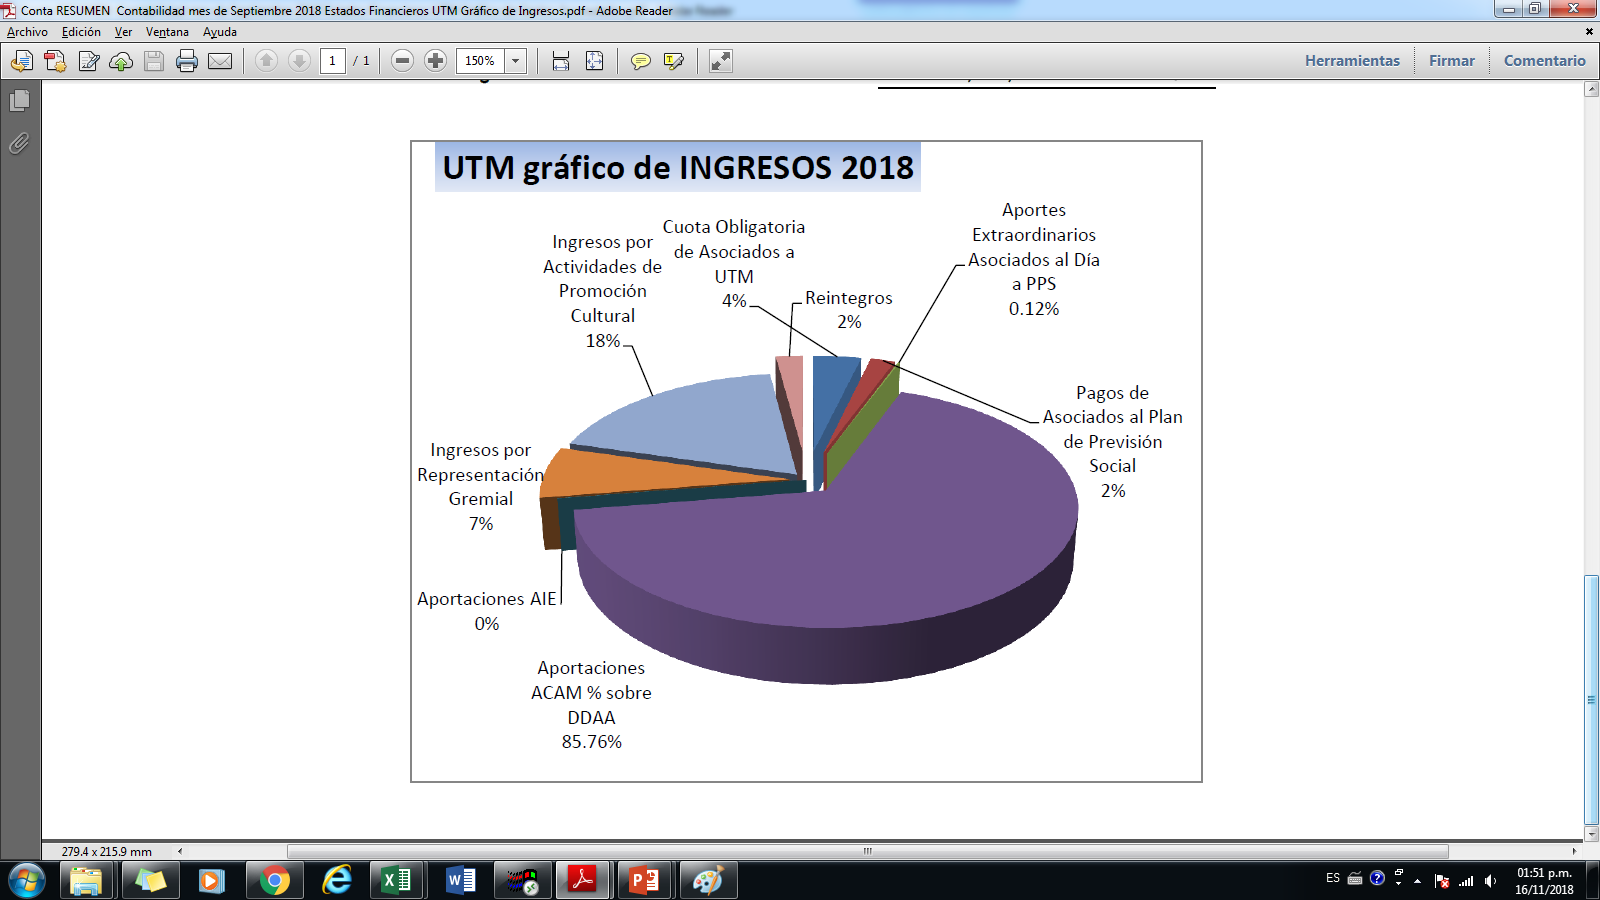 Conta RESUMEN  Contabilidad mes de Septiembre 2018 Estados Financieros UTM Gráfico de Ingresos.pdf - Adobe Reader
Archivo Edición Ver Ventana Ayuda
1 / 1 150% Herramientas Firmar Comentario
UTM gráfico de INGRESOS 2018
Ingresos por
Actividades de
Promoción
Cultural
18%
Cuota Obligatoria
de Asociados a
UTM
4%
Reintegros
2%
Aportes
Extraordinarios
Asociados al Día
a PPS
0.12%
Pagos de
Asociados al Plan
de Previsión
Social
2%
Ingresos por
Representación
Gremial
7%
Aportaciones AIE
0%
Aportaciones
ACAM % sobre
DDAA
85.76%
279.4 x 215.9 mm
ES
01:51 p.m.
16/11/2018